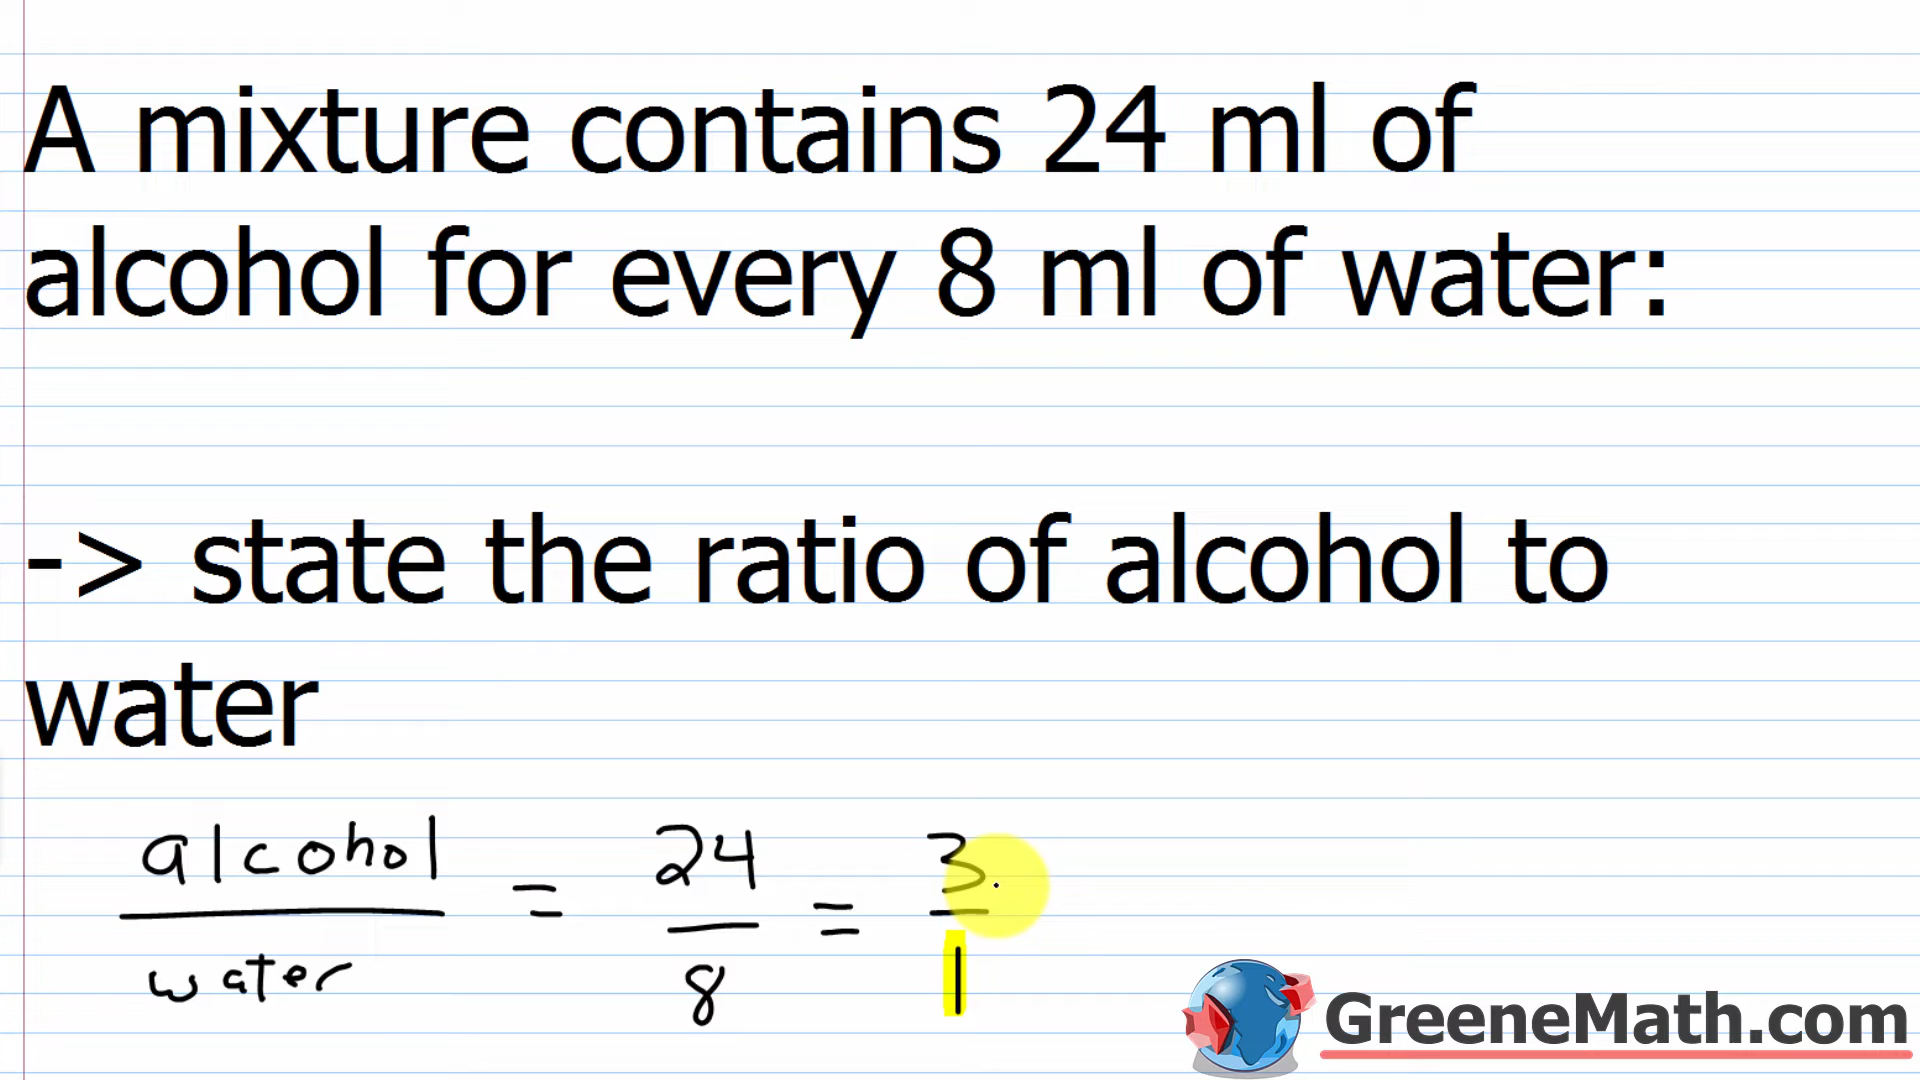 A mixture contains 24 ml of
alcohol for every 8 ml of water:
-> state the ratio of alcohol to
water
alcohol = 24 = 3
water 8 1
GreeneMath.com